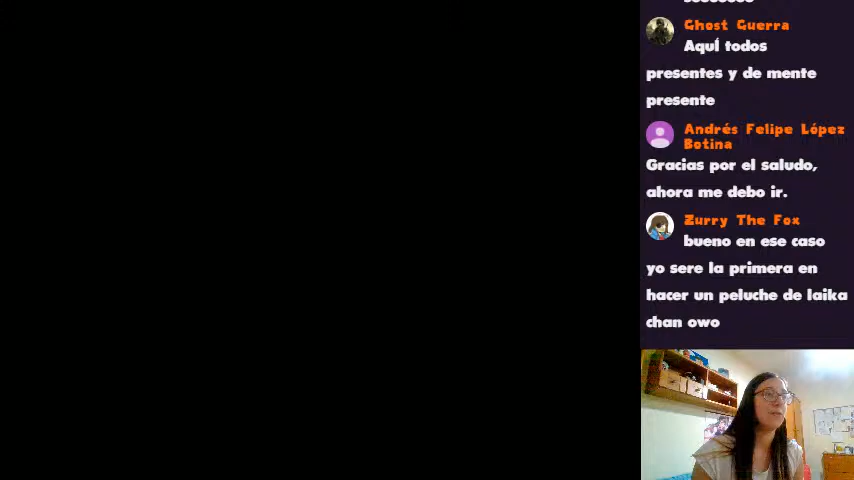 Ghost Guerra
AquÍ todos
presentes y de mente
presente
Andrés Felipe López
Botina
Gracias por el saludo,
ahora me debo ir.
Zurry The Fox
bueno en ese caso
yo sere la primera en
hacer un peluche de laika
chan owo